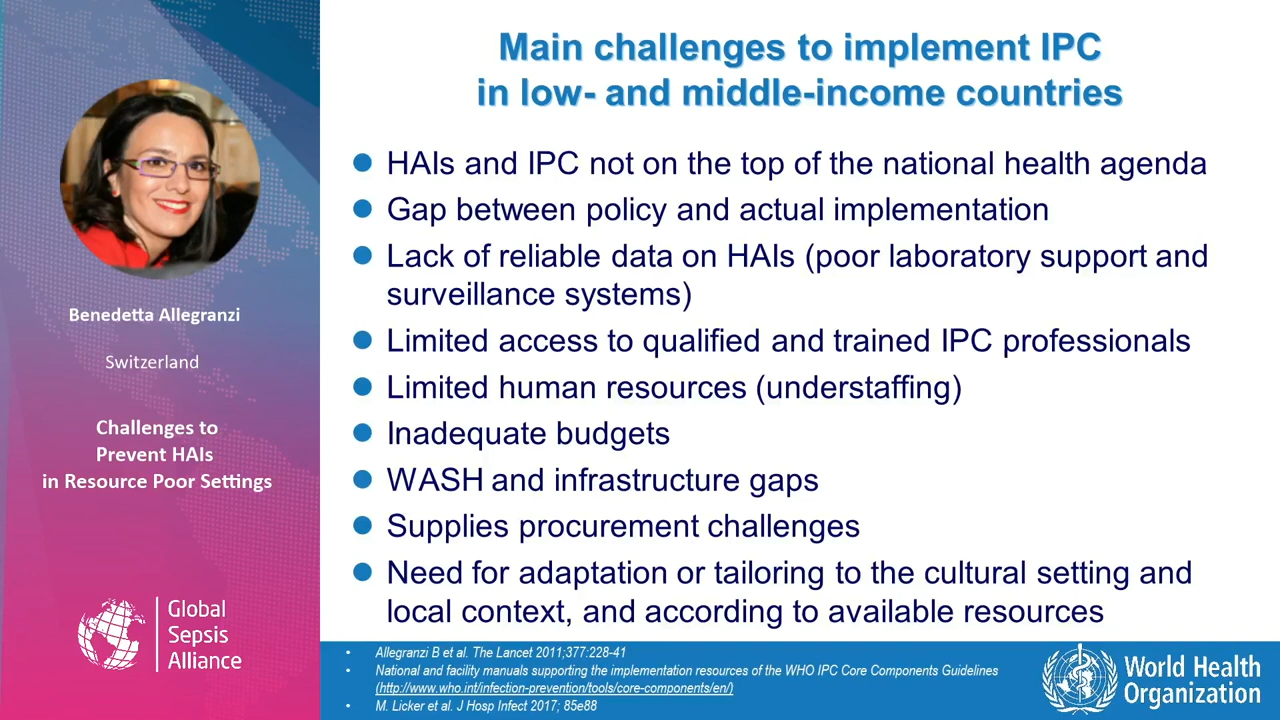 Main challenges to implement IPC
in low- and middle-income countries
HAIs and IPC not on the top of the national health agenda
Gap between policy and actual implementation
Lack of reliable data on HAIs (poor laboratory support and
surveillance systems)
Limited access to qualified and trained IPC professionals
Limited human resources (understaffing)
Inadequate budgets
WASH and infrastructure gaps
Supplies procurement challenges
Need for adaptation or tailoring to the cultural setting and
local context, and according to available resources
Benedetta Allegranzi
Switzerland
Challenges to
Prevent HAIs
in Resource Poor Settings
Global
Sepsis
Alliance
Allegranzi B et al. The Lancet 2011;377:228-41
National and facility manuals supporting the implementation resources of the WHO IPC Core Components Guidelines
(http://www.who.int/infection-prevention/tools/core-components/en/)
M. Licker et al. J Hosp Infect 2017; 85e88
World Health
Organization